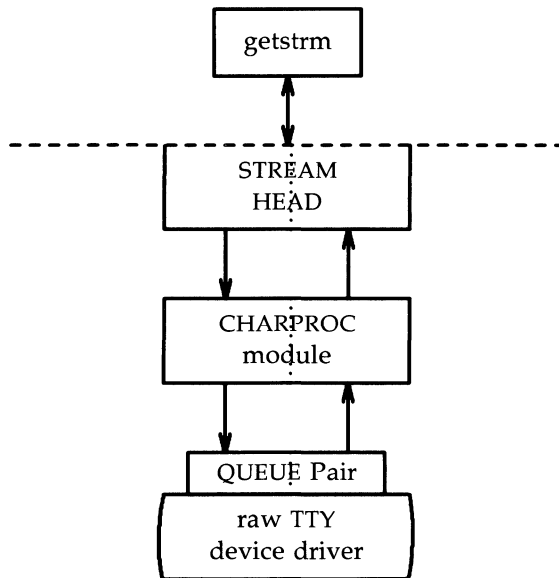 getstrm
STREAM
HEAD
CHARPROC
module
QUEUE Pair
raw TTY
device driver